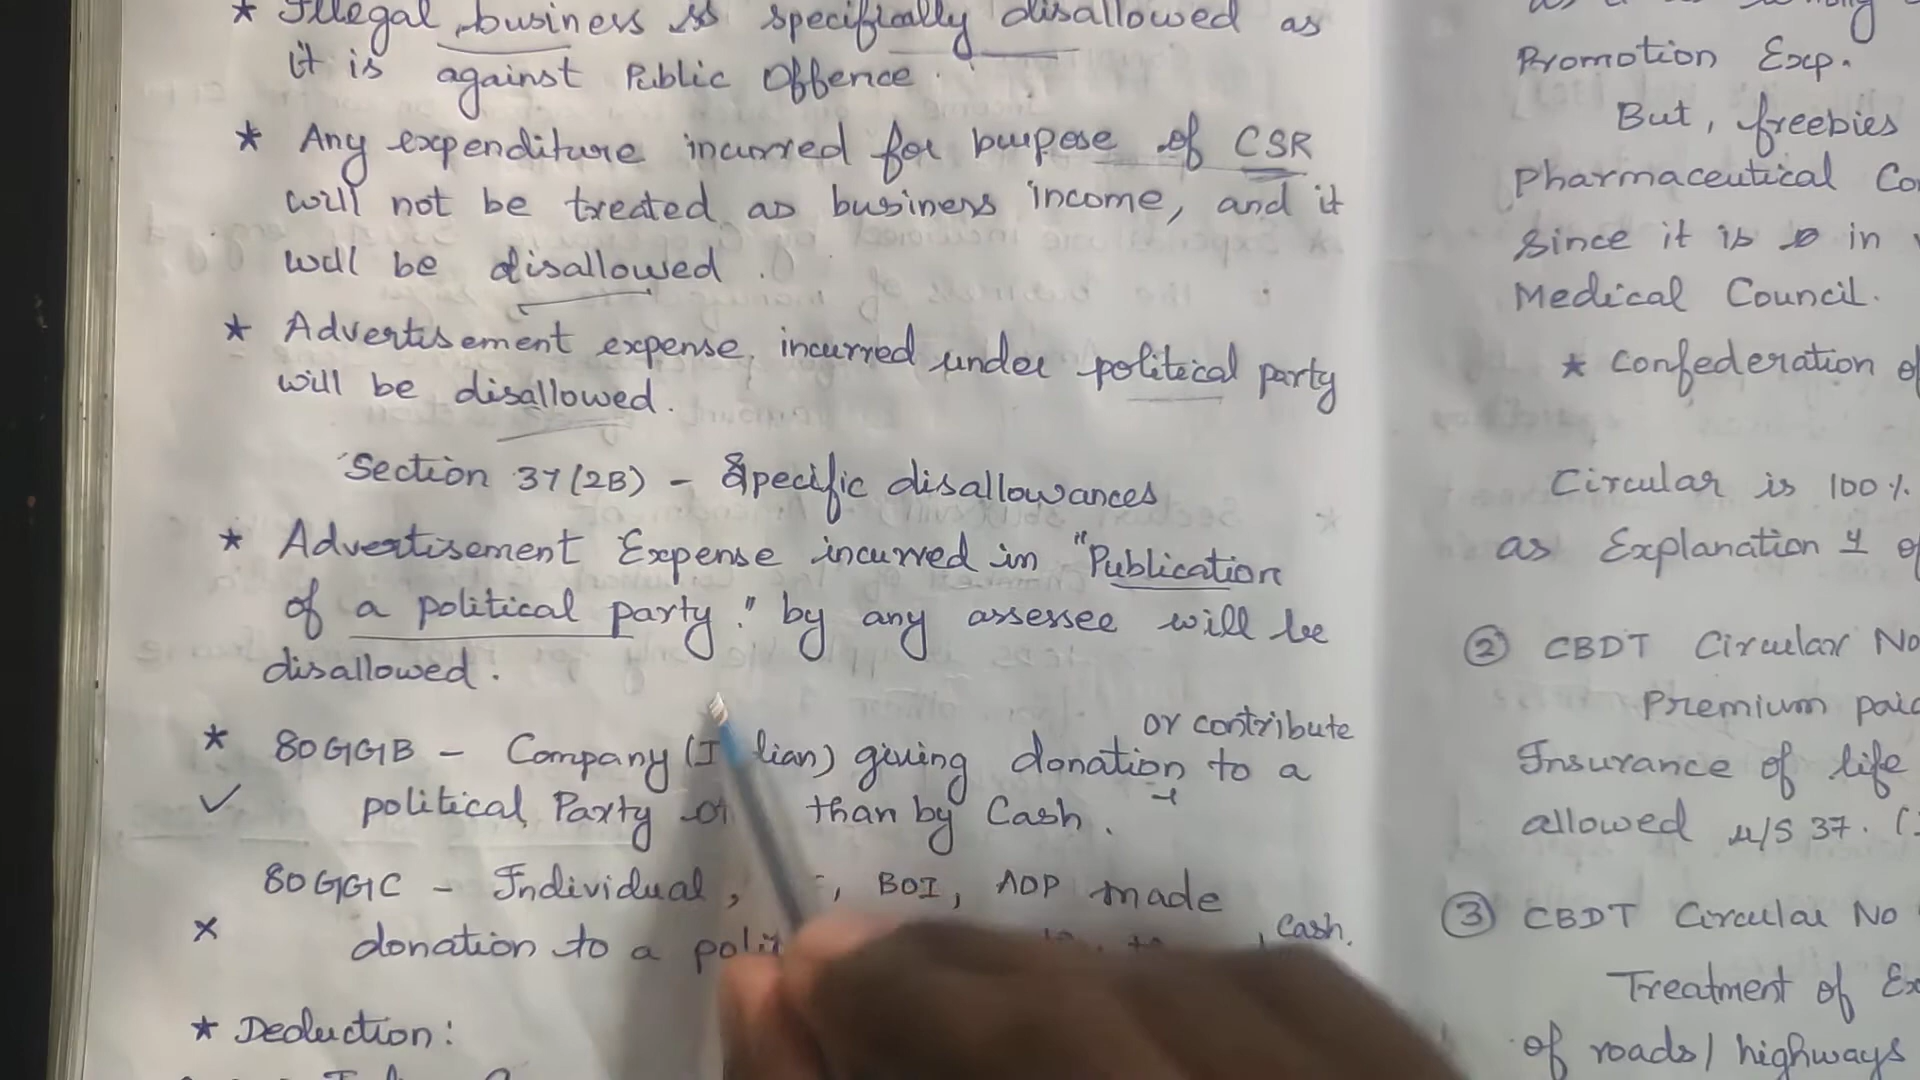 * Illegal business is specifically disallowed as
it is against Public Offence.
* Any expenditure incurred for purpose of CSR
will not be treated as business income, and it
will be disallowed.
* Advertisement expense incurred under political party
will be disallowed.
Section 37(2B) - Specific disallowances
* Advertisement Expense incurred in "Publication
of a political party." by any assessee will be
disallowed.
or contribute
* 80GGB - Company giving donation to a
✓ political Party than by Cash.
80GGC - Individual, BOI, AOP made
x donation to a
Cash.
* Deduction:
Promotion Exp.
But, freebies
Pharmaceutical
since it is in
Medical Council.
* Confederation
Circular is 100%
as Explanation 4
② CBDT Circular No
Premium
Insurance of life
allowed u/s 37.
③ CBDT Circular No
Treatment of
of roads/highways